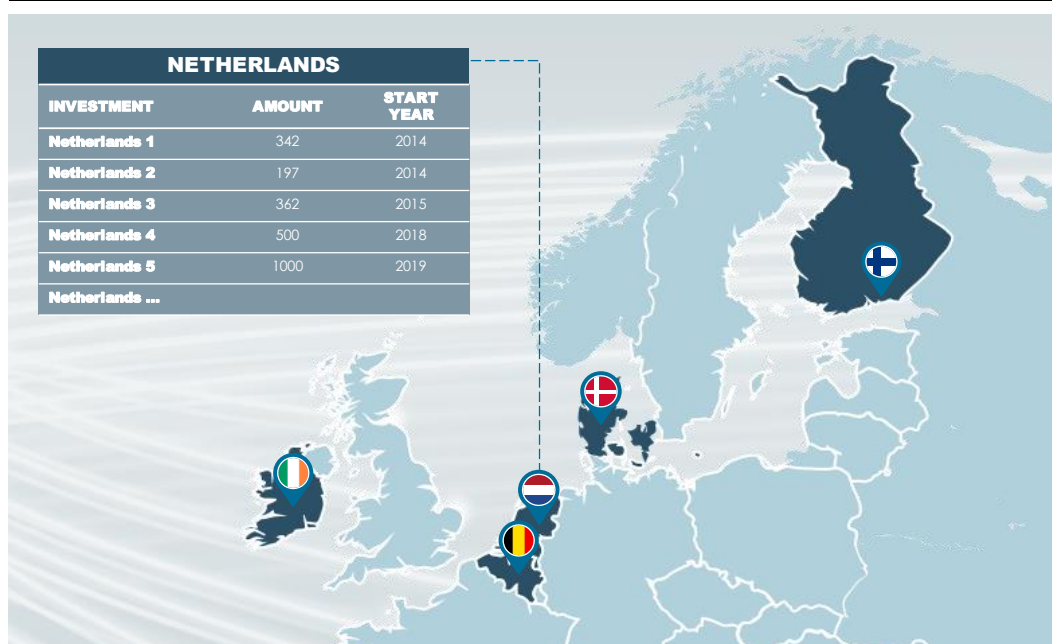 NETHERLANDS
INVESTMENT AMOUNT START YEAR
Netherlands 1 342 2014
Netherlands 2 197 2014
Netherlands 3 362 2015
Netherlands 4 500 2018
Netherlands 5 1000 2019
Netherlands ...